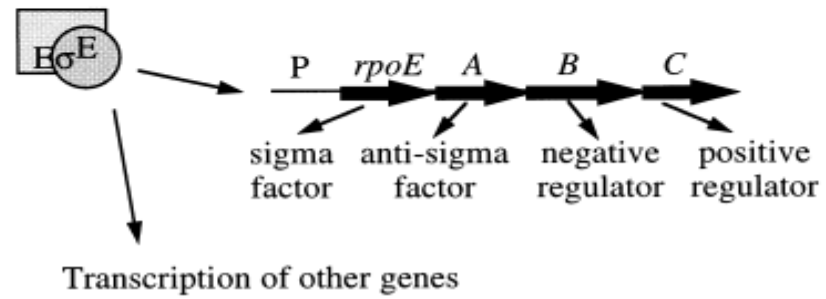 EσE
P rpoE A B C
sigma anti-sigma negative positive
factor factor regulator regulator
Transcription of other genes